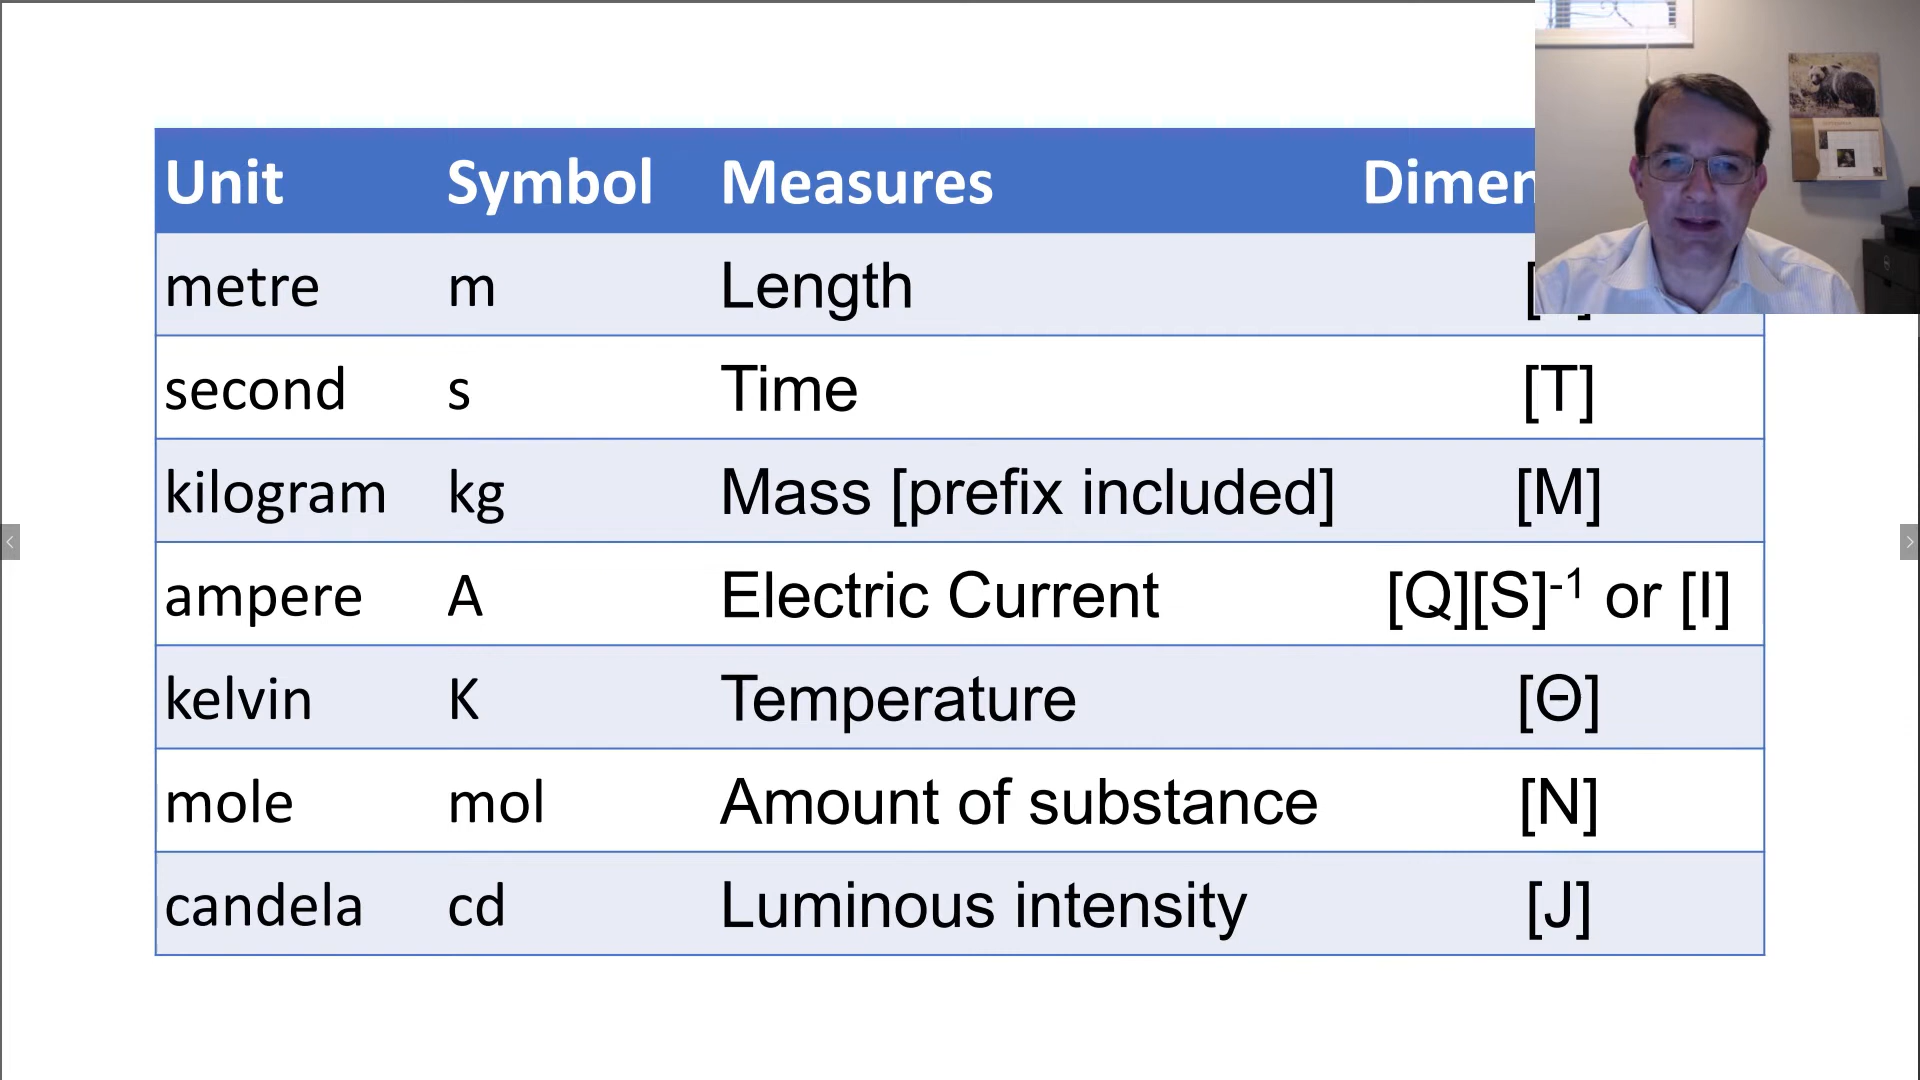 Unit Symbol Measures Dimen
metre m Length [
second s Time [T]
kilogram kg Mass [prefix included] [M]
ampere A Electric Current [Q][S]-1 or [I]
kelvin K Temperature [Θ]
mole mol Amount of substance [N]
candela cd Luminous intensity [J]